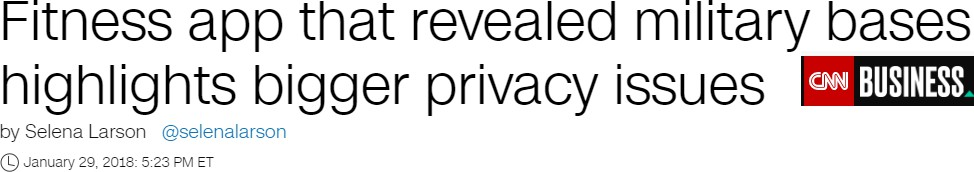 Fitness app that revealed military bases
highlights bigger privacy issues
CNN BUSINESS
by Selena Larson @selenalarson
January 29, 2018: 5:23 PM ET